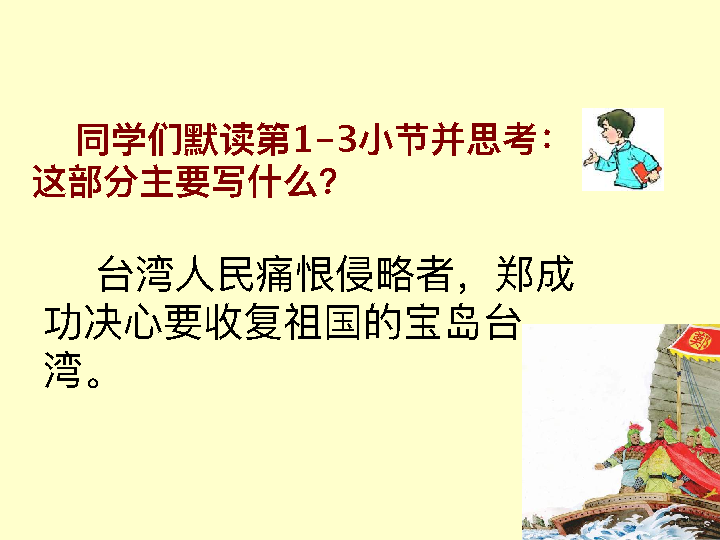 同学们默读第1-3小节并思考：
这部分主要写什么？
台湾人民痛恨侵略者，郑成
功决心要收复祖国的宝岛台
湾。
鄭